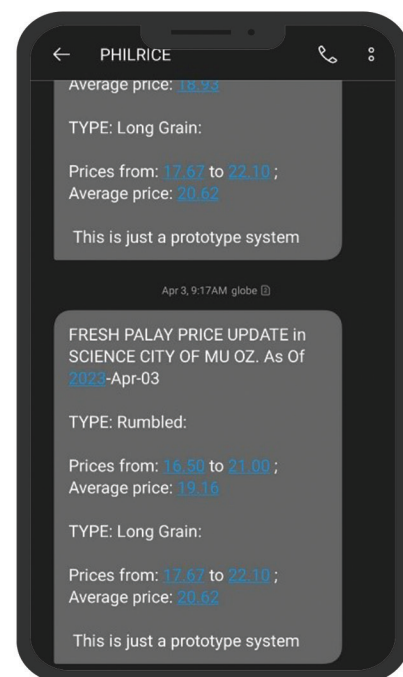 PHILRICE
Average price: 18.93
TYPE: Long Grain:
Prices from: 17.67 to 22.10 ;
Average price: 20.62
This is just a prototype system
Apr 3, 9:17AM globe 2
FRESH PALAY PRICE UPDATE in
SCIENCE CITY OF MU OZ. As Of
2023-Apr-03
TYPE: Rumbled:
Prices from: 16.50 to 21.00 ;
Average price: 19.16
TYPE: Long Grain:
Prices from: 17.67 to 22.10 ;
Average price: 20.62
This is just a prototype system